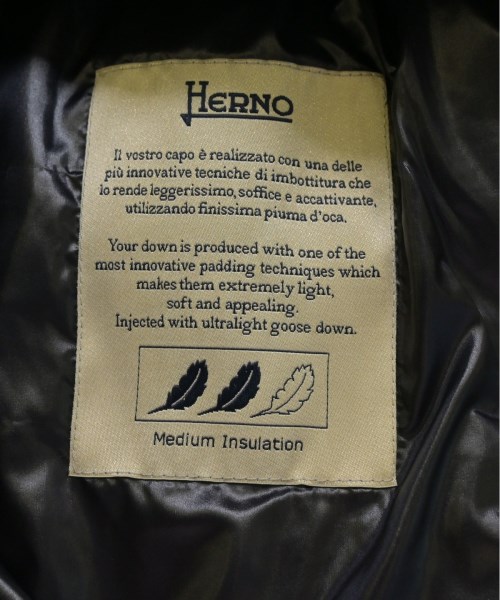 HERNO
Il vostro capo è realizzato con una delle
più innovative tecniche di imbottitura che
lo rende leggerissimo, soffice e accattivante,
utilizzando finissima piuma d'oca.
Your down is produced with one of the
most innovative padding techniques which
makes them extremely light,
soft and appealing.
Injected with ultralight goose down.
Medium Insulation